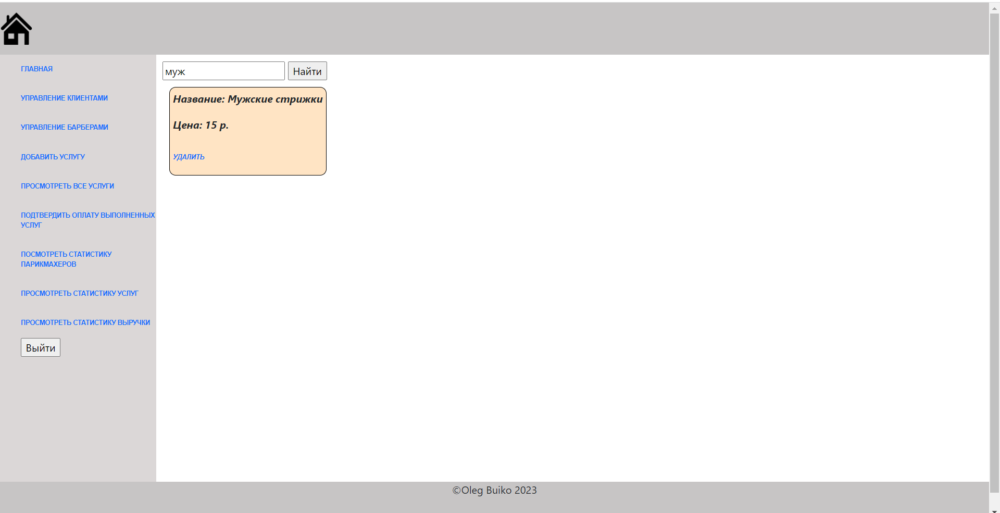 ГЛАВНАЯ
УПРАВЛЕНИЕ КЛИЕНТАМИ
УПРАВЛЕНИЕ БАРБЕРАМИ
ДОБАВИТЬ УСЛУГУ
ПРОСМОТРЕТЬ ВСЕ УСЛУГИ
ПОДТВЕРДИТЬ ОПЛАТУ ВЫПОЛНЕННЫХ
УСЛУГ
ПОСМОТРЕТЬ СТАТИСТИКУ
ПАРИКМАХЕРОВ
ПРОСМОТРЕТЬ СТАТИСТИКУ УСЛУГ
ПРОСМОТРЕТЬ СТАТИСТИКУ ВЫРУЧКИ
Выйти
муж Найти
Название: Мужские стрижки
Цена: 15 р.
УДАЛИТЬ
©Oleg Buiko 2023